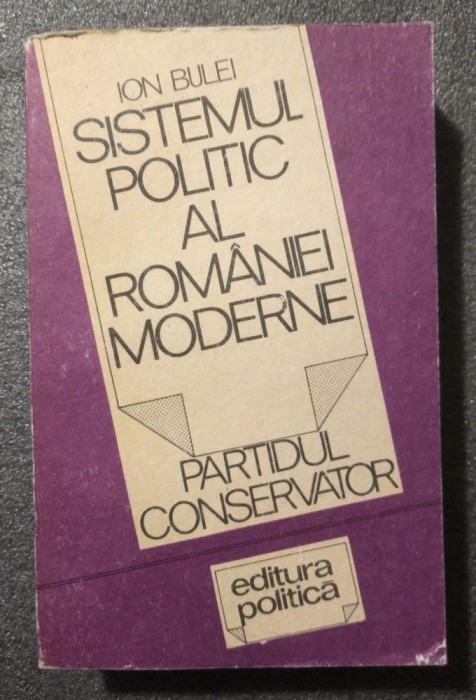 ION BULEI
SISTEMUL
POLITIC
AL
ROMÂNIEI
MODERNE
PARTIDUL
CONSERVATOR
editura
politică